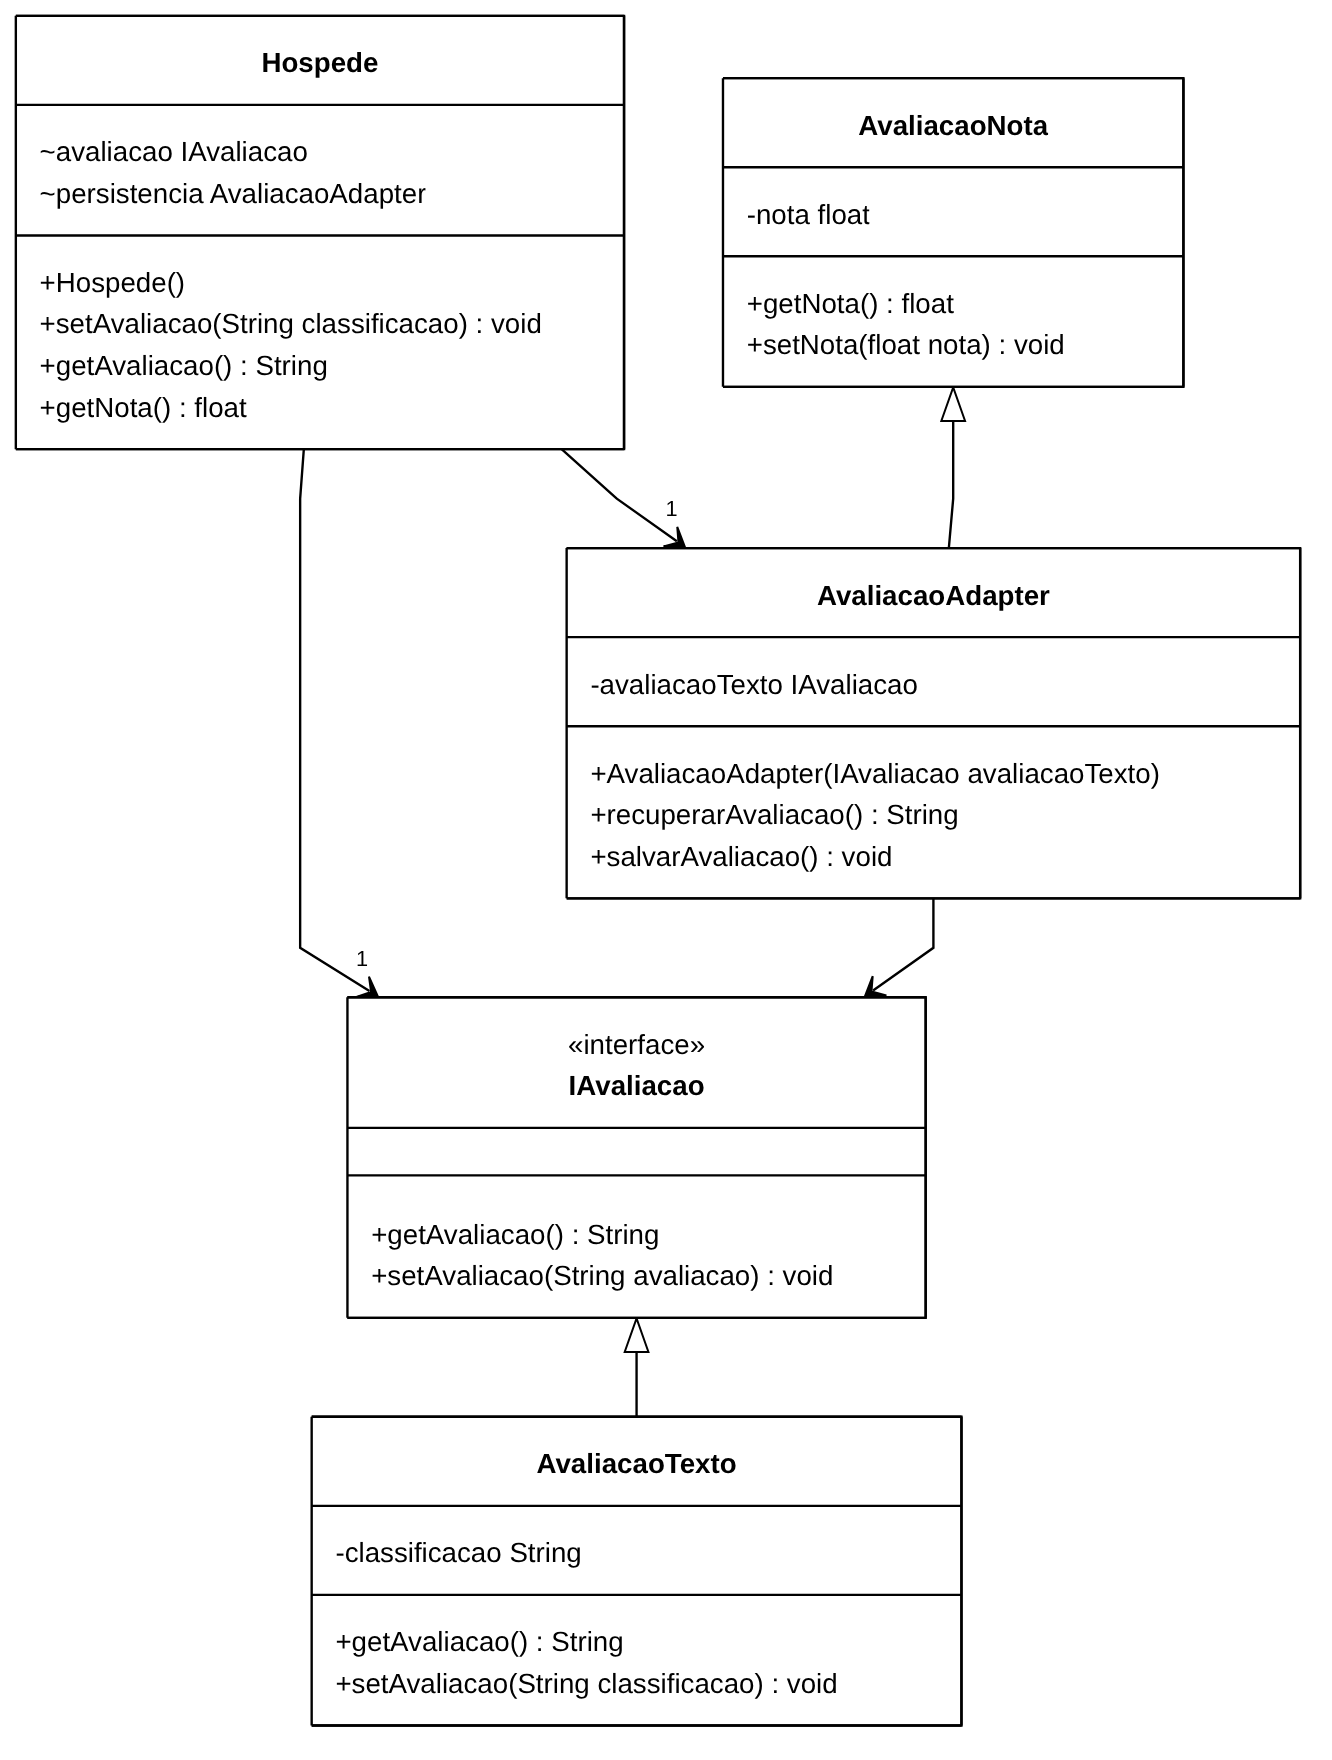 Hospede
~avaliacao IAvaliacao
~persistencia AvaliacaoAdapter
+Hospede()
+setAvaliacao(String classificacao) : void
+getAvaliacao() : String
+getNota() : float
AvaliacaoNota
-nota float
+getNota() : float
+setNota(float nota) : void
1
AvaliacaoAdapter
-avaliacaoTexto IAvaliacao
+AvaliacaoAdapter(IAvaliacao avaliacaoTexto)
+recuperarAvaliacao() : String
+salvarAvaliacao() : void
1
«interface»
IAvaliacao
+getAvaliacao() : String
+setAvaliacao(String avaliacao) : void
AvaliacaoTexto
-classificacao String
+getAvaliacao() : String
+setAvaliacao(String classificacao) : void